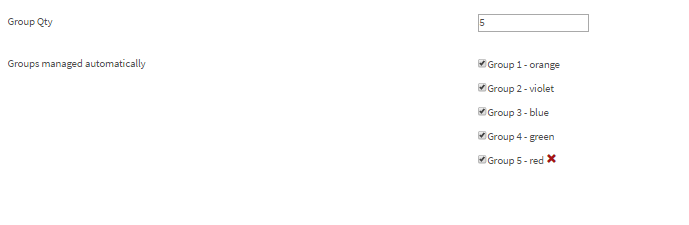 Group Qty 5
Groups managed automatically Group 1 - orange
Group 2 - violet
Group 3 - blue
Group 4 - green
Group 5 - red